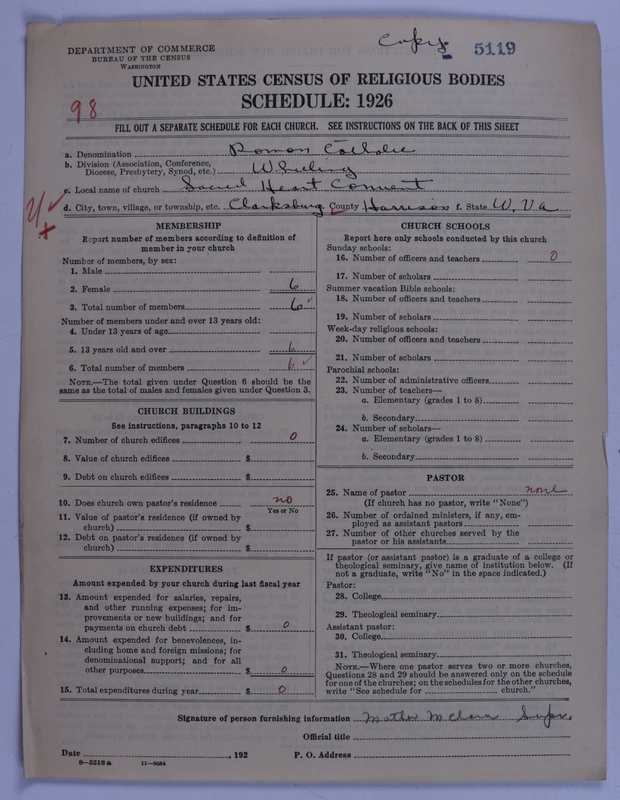 Copy 5119
DEPARTMENT OF COMMERCE
BUREAU OF THE CENSUS
WASHINGTON
UNITED STATES CENSUS OF RELIGIOUS BODIES
98
SCHEDULE: 1926
FILL OUT A SEPARATE SCHEDULE FOR EACH CHURCH. SEE INSTRUCTIONS ON THE BACK OF THIS SHEET
a. Denomination Roman Catholic
b. Division (Association, Conference,
Diocese, Presbytery, Synod, etc.) Wheeling
c. Local name of church Sacred Heart Convent
d. City, town, village, or township, etc. Clarksburg County Harrison f. State W. Va
MEMBERSHIP
Report number of members according to definition of
member in your church
Number of members, by sex:
1. Male
2. Female 6
3. Total number of members 6
Number of members under and over 13 years old:
4. Under 13 years of age
5. 13 years old and over 6
6. Total number of members 6
NOTE.—The total given under Question 6 should be the
same as the total of males and females given under Question 3.
CHURCH BUILDINGS
See instructions, paragraphs 10 to 12
7. Number of church edifices 0
8. Value of church edifices $
9. Debt on church edifices $
10. Does church own pastor's residence no
Yes or No
11. Value of pastor's residence (if owned by
church) $
12. Debt on pastor's residence (if owned by
church) $
EXPENDITURES
Amount expended by your church during last fiscal year
13. Amount expended for salaries, repairs,
and other running expenses; for im-
provements or new buildings; and for
payments on church debt $ 0
14. Amount expended for benevolences, in-
cluding home and foreign missions; for
denominational support; and for all
other purposes $ 0
15. Total expenditures during year $ 0
CHURCH SCHOOLS
Report here only schools conducted by this church
Sunday schools:
16. Number of officers and teachers 0
17. Number of scholars
Summer vacation Bible schools:
18. Number of officers and teachers
19. Number of scholars
Week-day religious schools:
20. Number of officers and teachers
21. Number of scholars
Parochial schools:
22. Number of administrative officers
23. Number of teachers—
a. Elementary (grades 1 to 8)
b. Secondary
24. Number of scholars—
a. Elementary (grades 1 to 8)
b. Secondary
PASTOR
25. Name of pastor none
(If church has no pastor, write "None")
26. Number of ordained ministers, if any, em-
ployed as assistant pastors
27. Number of other churches served by the
pastor or his assistants
If pastor (or assistant pastor) is a graduate of a college or
theological seminary, give name of institution below. (If
not a graduate, write "No" in the space indicated.)
Pastor:
28. College
29. Theological seminary
Assistant pastor:
30. College
31. Theological seminary
NOTE.—Where one pastor serves two or more churches,
Questions 28 and 29 should be answered only on the schedule
for one of the churches; on the schedules for the other churches,
write "See schedule for church."
Signature of person furnishing information Mother M Clara Supr.
Official title
Date , 192 P. O. Address
8—5518 a 11—9034